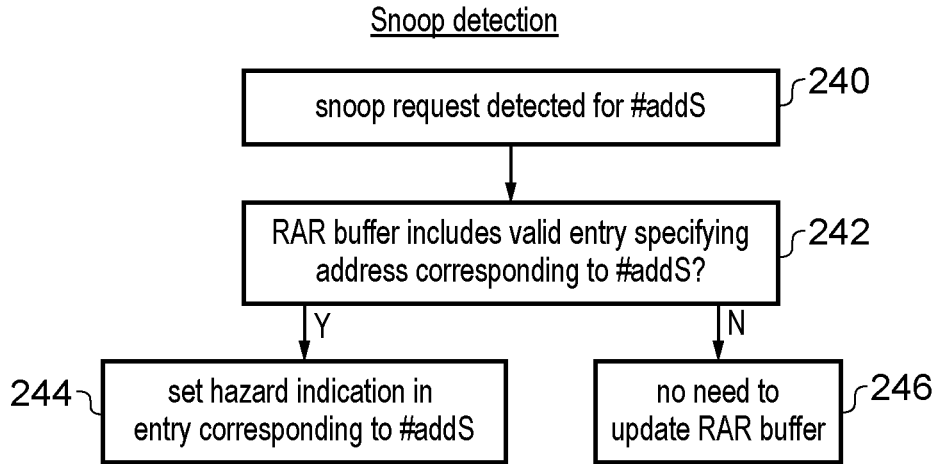 Snoop detection
snoop request detected for #addS
240
RAR buffer includes valid entry specifying
address corresponding to #addS?
242
Y
N
244
set hazard indication in
entry corresponding to #addS
no need to
update RAR buffer
246